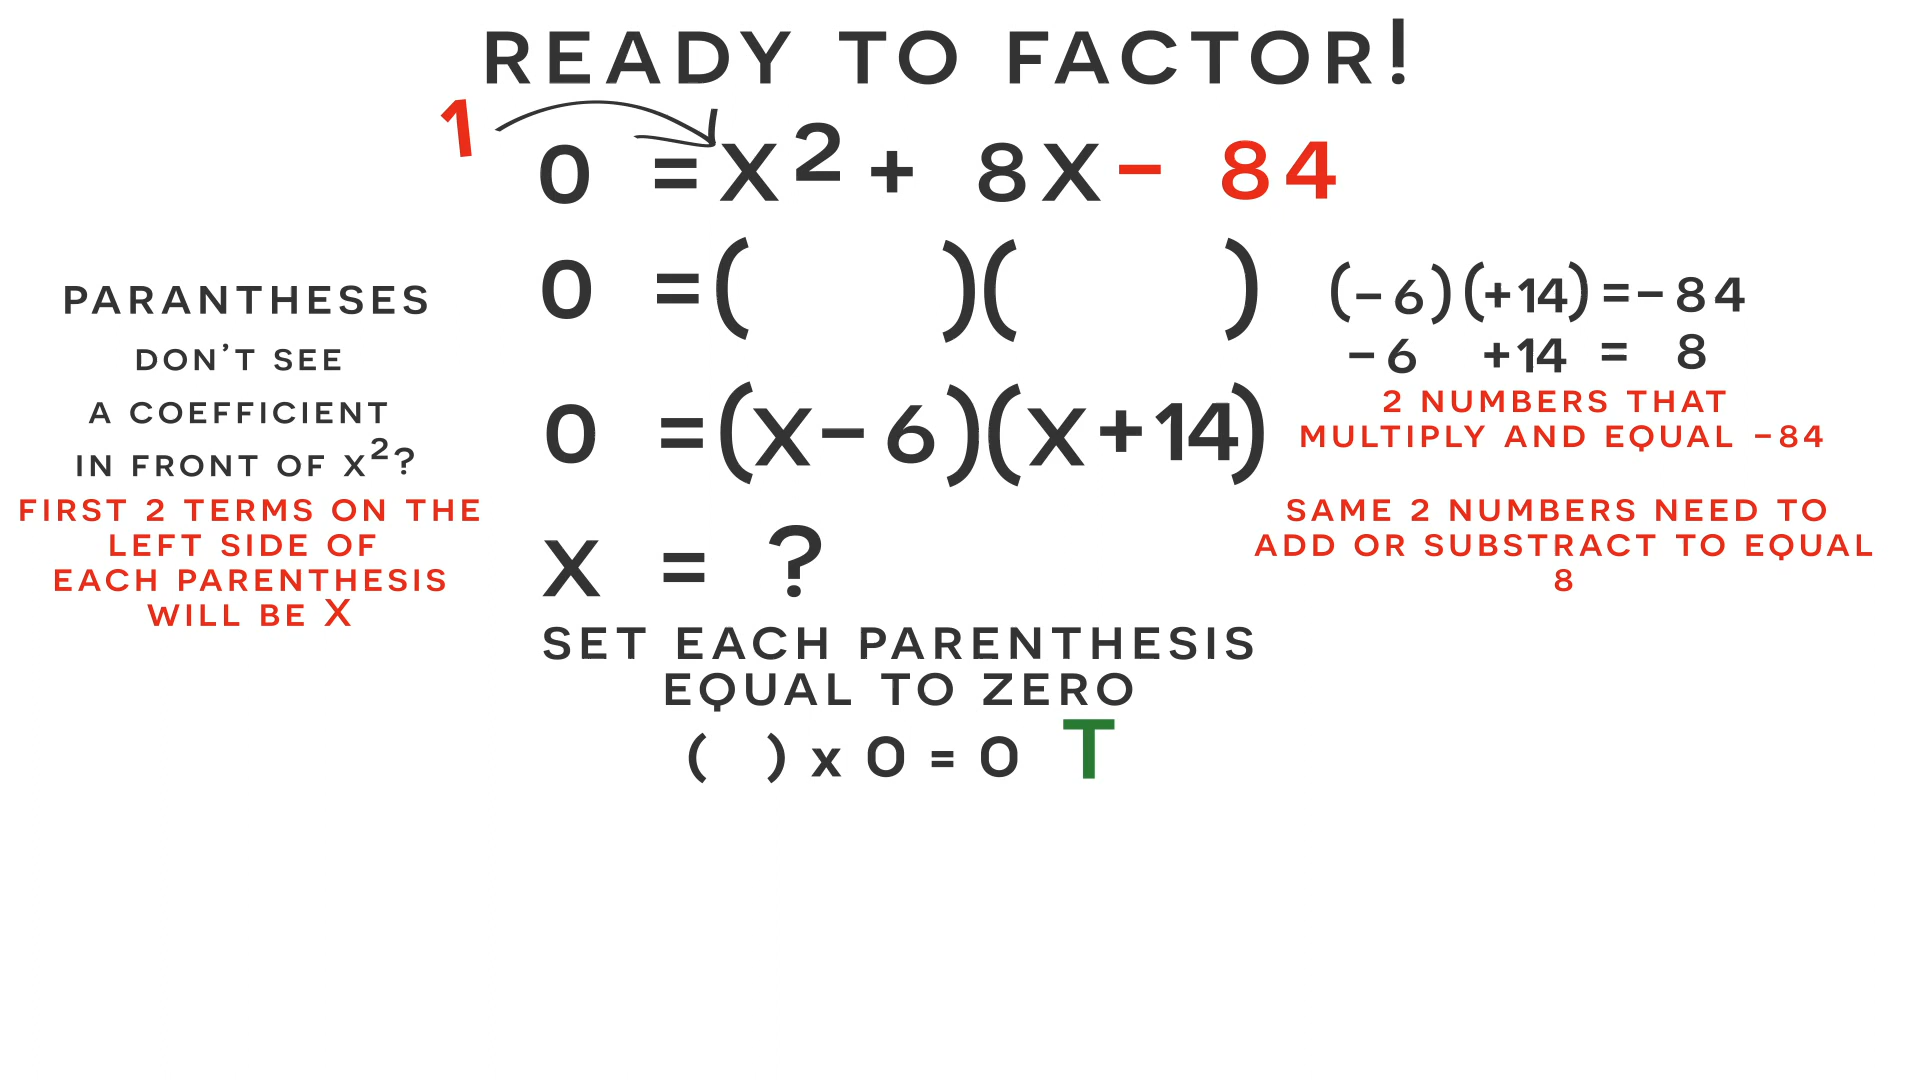 READY TO FACTOR!
1
0 = X² + 8X - 84
0 = ( )( )
(-6)(+14) = -84
PARANTHESES
DON'T SEE
A COEFFICIENT
IN FRONT OF X²?
FIRST 2 TERMS ON THE
LEFT SIDE OF
EACH PARENTHESIS
WILL BE X
0 = (X - 6)(X + 14)
X = ?
SET EACH PARENTHESIS
EQUAL TO ZERO
( ) x 0 = 0 T
-6 +14 = 8
2 NUMBERS THAT
MULTIPLY AND EQUAL -84
SAME 2 NUMBERS NEED TO
ADD OR SUBSTRACT TO EQUAL
8